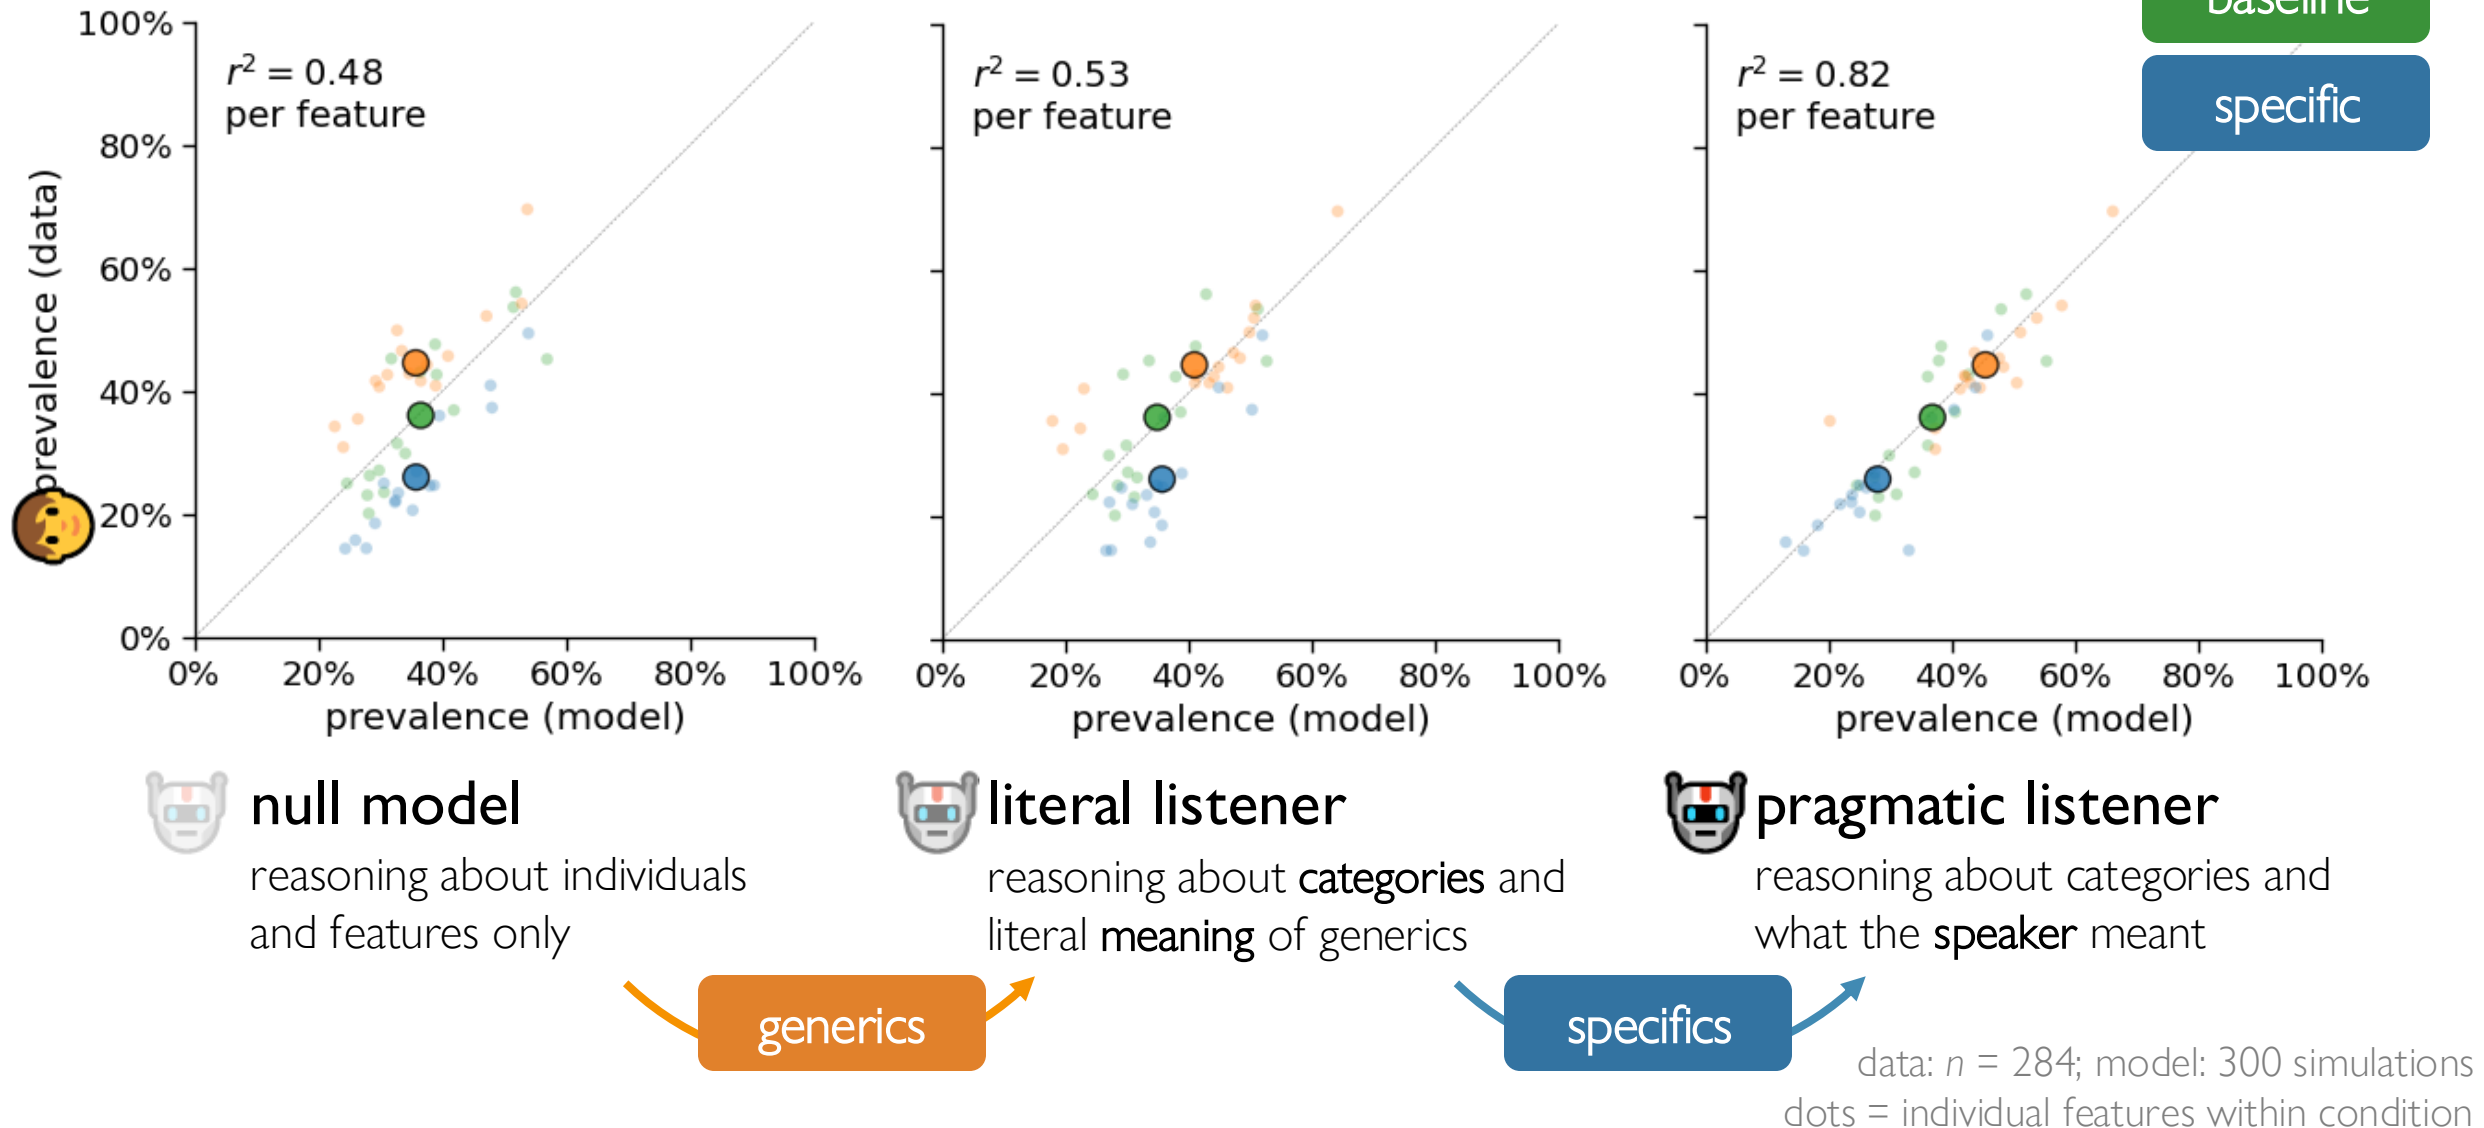 baseline
specific
100%
80%
60%
40%
20%
0%
prevalence (data)
r² = 0.48
per feature
0% 20% 40% 60% 80% 100%
prevalence (model)
r² = 0.53
per feature
0% 20% 40% 60% 80% 100%
prevalence (model)
r² = 0.82
per feature
0% 20% 40% 60% 80% 100%
prevalence (model)
null model
reasoning about individuals
and features only
literal listener
reasoning about categories and
literal meaning of generics
pragmatic listener
reasoning about categories and
what the speaker meant
generics
specifics
data: n = 284; model: 300 simulations
dots = individual features within condition